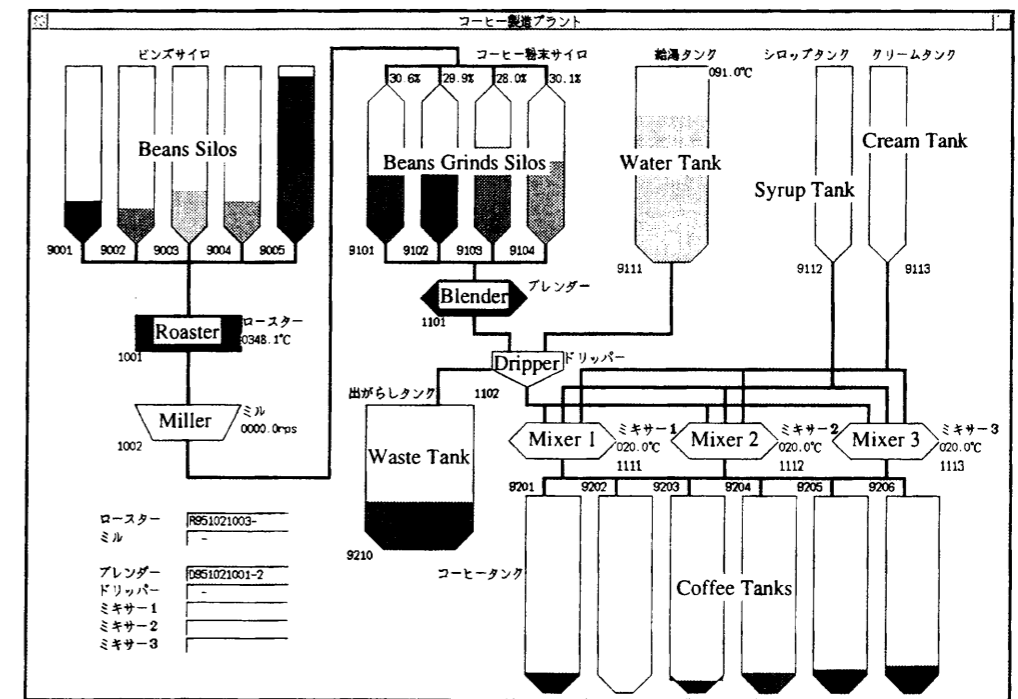 コーヒー製造プラント
ビンズサイロ
コーヒー粉末サイロ
給湯タンク
シロップタンク
クリームタンク
30.6%
29.9%
28.0%
30.1%
091.0℃
Beans Silos
Beans Grinds Silos
Water Tank
Cream Tank
Syrup Tank
9001
9002
9003
9004
9005
9101
9102
9103
9104
9111
9112
9113
Blender
ブレンダー
1101
Roaster
ロースター
0348.1℃
1001
Dripper
ドリッパー
1102
出がらしタンク
Miller
ミル
0000.0rps
1002
Waste Tank
9210
Mixer 1
ミキサー1
020.0℃
1111
Mixer 2
ミキサー2
020.0℃
1112
Mixer 3
ミキサー3
020.0℃
1113
9201
9202
9203
9204
9205
9206
コーヒータンク
Coffee Tanks
ロースター R951021003-
ミル -
ブレンダー D951021001-2
ドリッパー -
ミキサー1
ミキサー2
ミキサー3